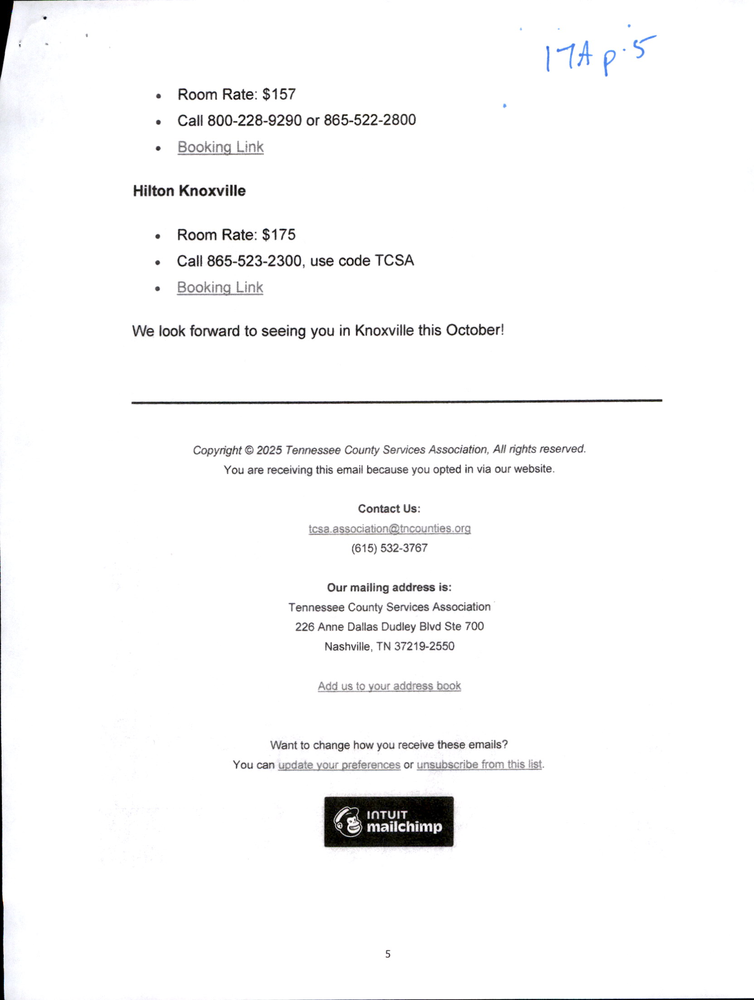 17A p.5
• Room Rate: $157
• Call 800-228-9290 or 865-522-2800
• Booking Link
Hilton Knoxville
• Room Rate: $175
• Call 865-523-2300, use code TCSA
• Booking Link
We look forward to seeing you in Knoxville this October!
Copyright © 2025 Tennessee County Services Association, All rights reserved.
You are receiving this email because you opted in via our website.
Contact Us:
tcsa.association@tncounties.org
(615) 532-3767
Our mailing address is:
Tennessee County Services Association
226 Anne Dallas Dudley Blvd Ste 700
Nashville, TN 37219-2550
Add us to your address book
Want to change how you receive these emails?
You can update your preferences or unsubscribe from this list.
INTUIT
mailchimp
5